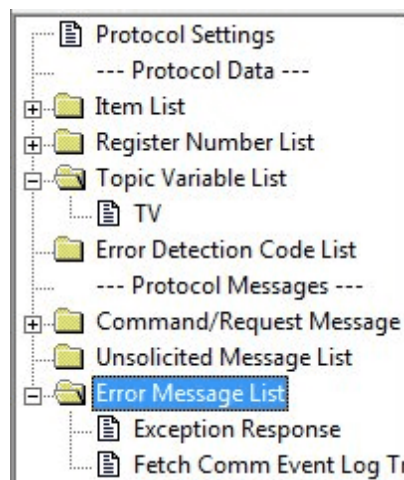 Protocol Settings
--- Protocol Data ---
Item List
Register Number List
Topic Variable List
TV
Error Detection Code List
--- Protocol Messages ---
Command/Request Message
Unsolicited Message List
Error Message List
Exception Response
Fetch Comm Event Log